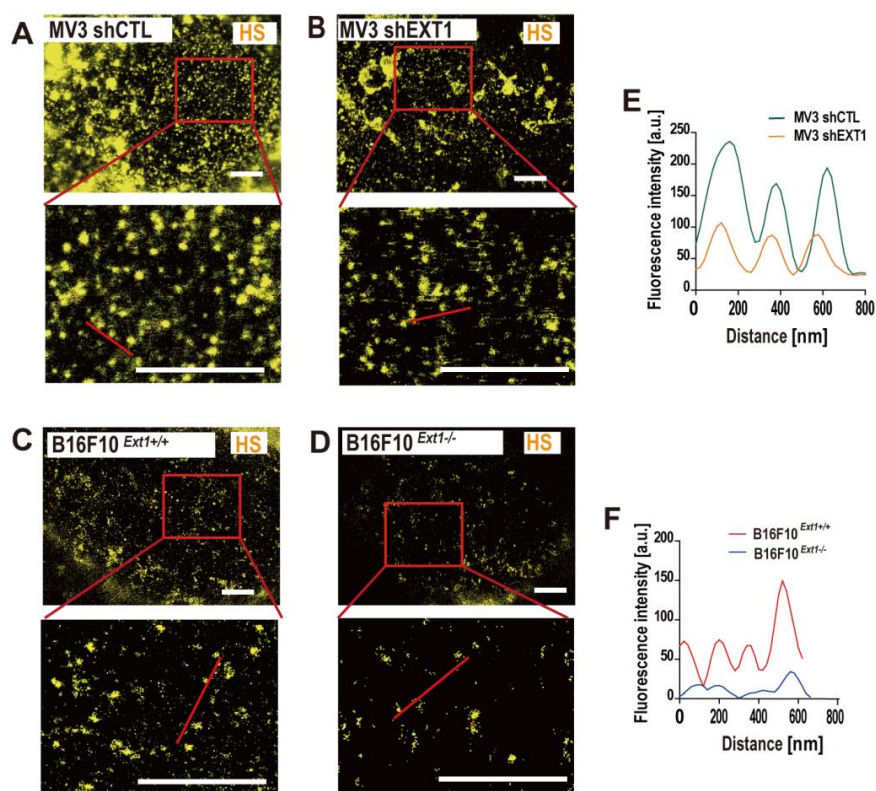 A
MV3 shCTL
HS
B
MV3 shEXT1
HS
E
MV3 shCTL
MV3 shEXT1
Fluorescence intensity [a.u.]
250
200
150
100
50
0
0 200 400 600 800
Distance [nm]
C
B16F10 Ext1+/+
HS
D
B16F10 Ext1-/-
HS
F
B16F10 Ext1+/+
B16F10 Ext1-/-
Fluorescence intensity [a.u.]
200
150
100
50
0
0 200 400 600 800
Distance [nm]